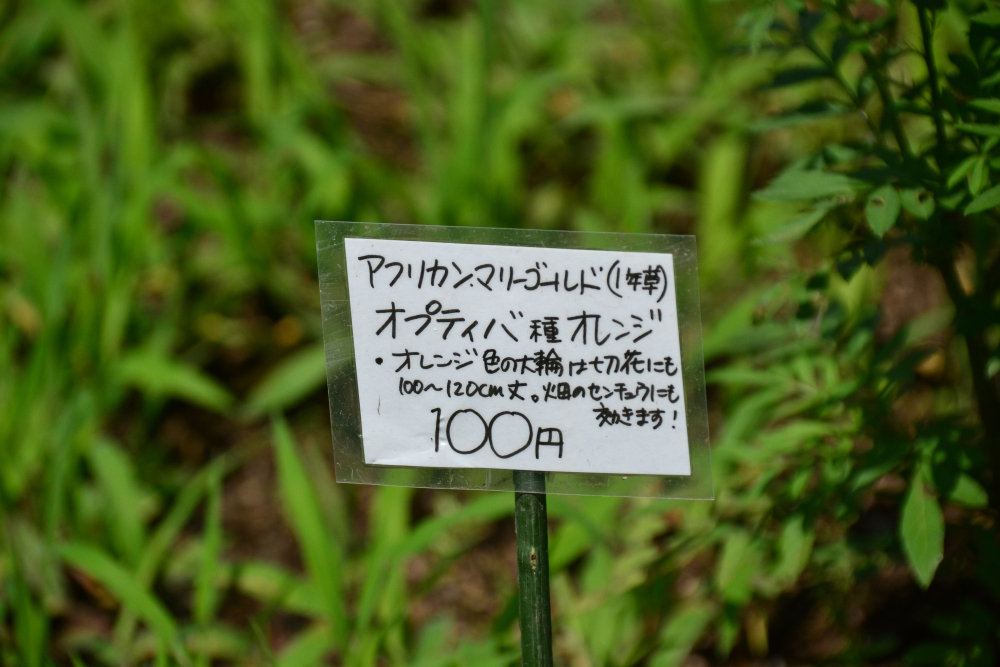 アフリカンマリーゴールド(1年草)
オプティバ種オレンジ
・オレンジ色の大輪は切花にも
100～120cm丈。畑のセンチュウにも
効きます!
100円